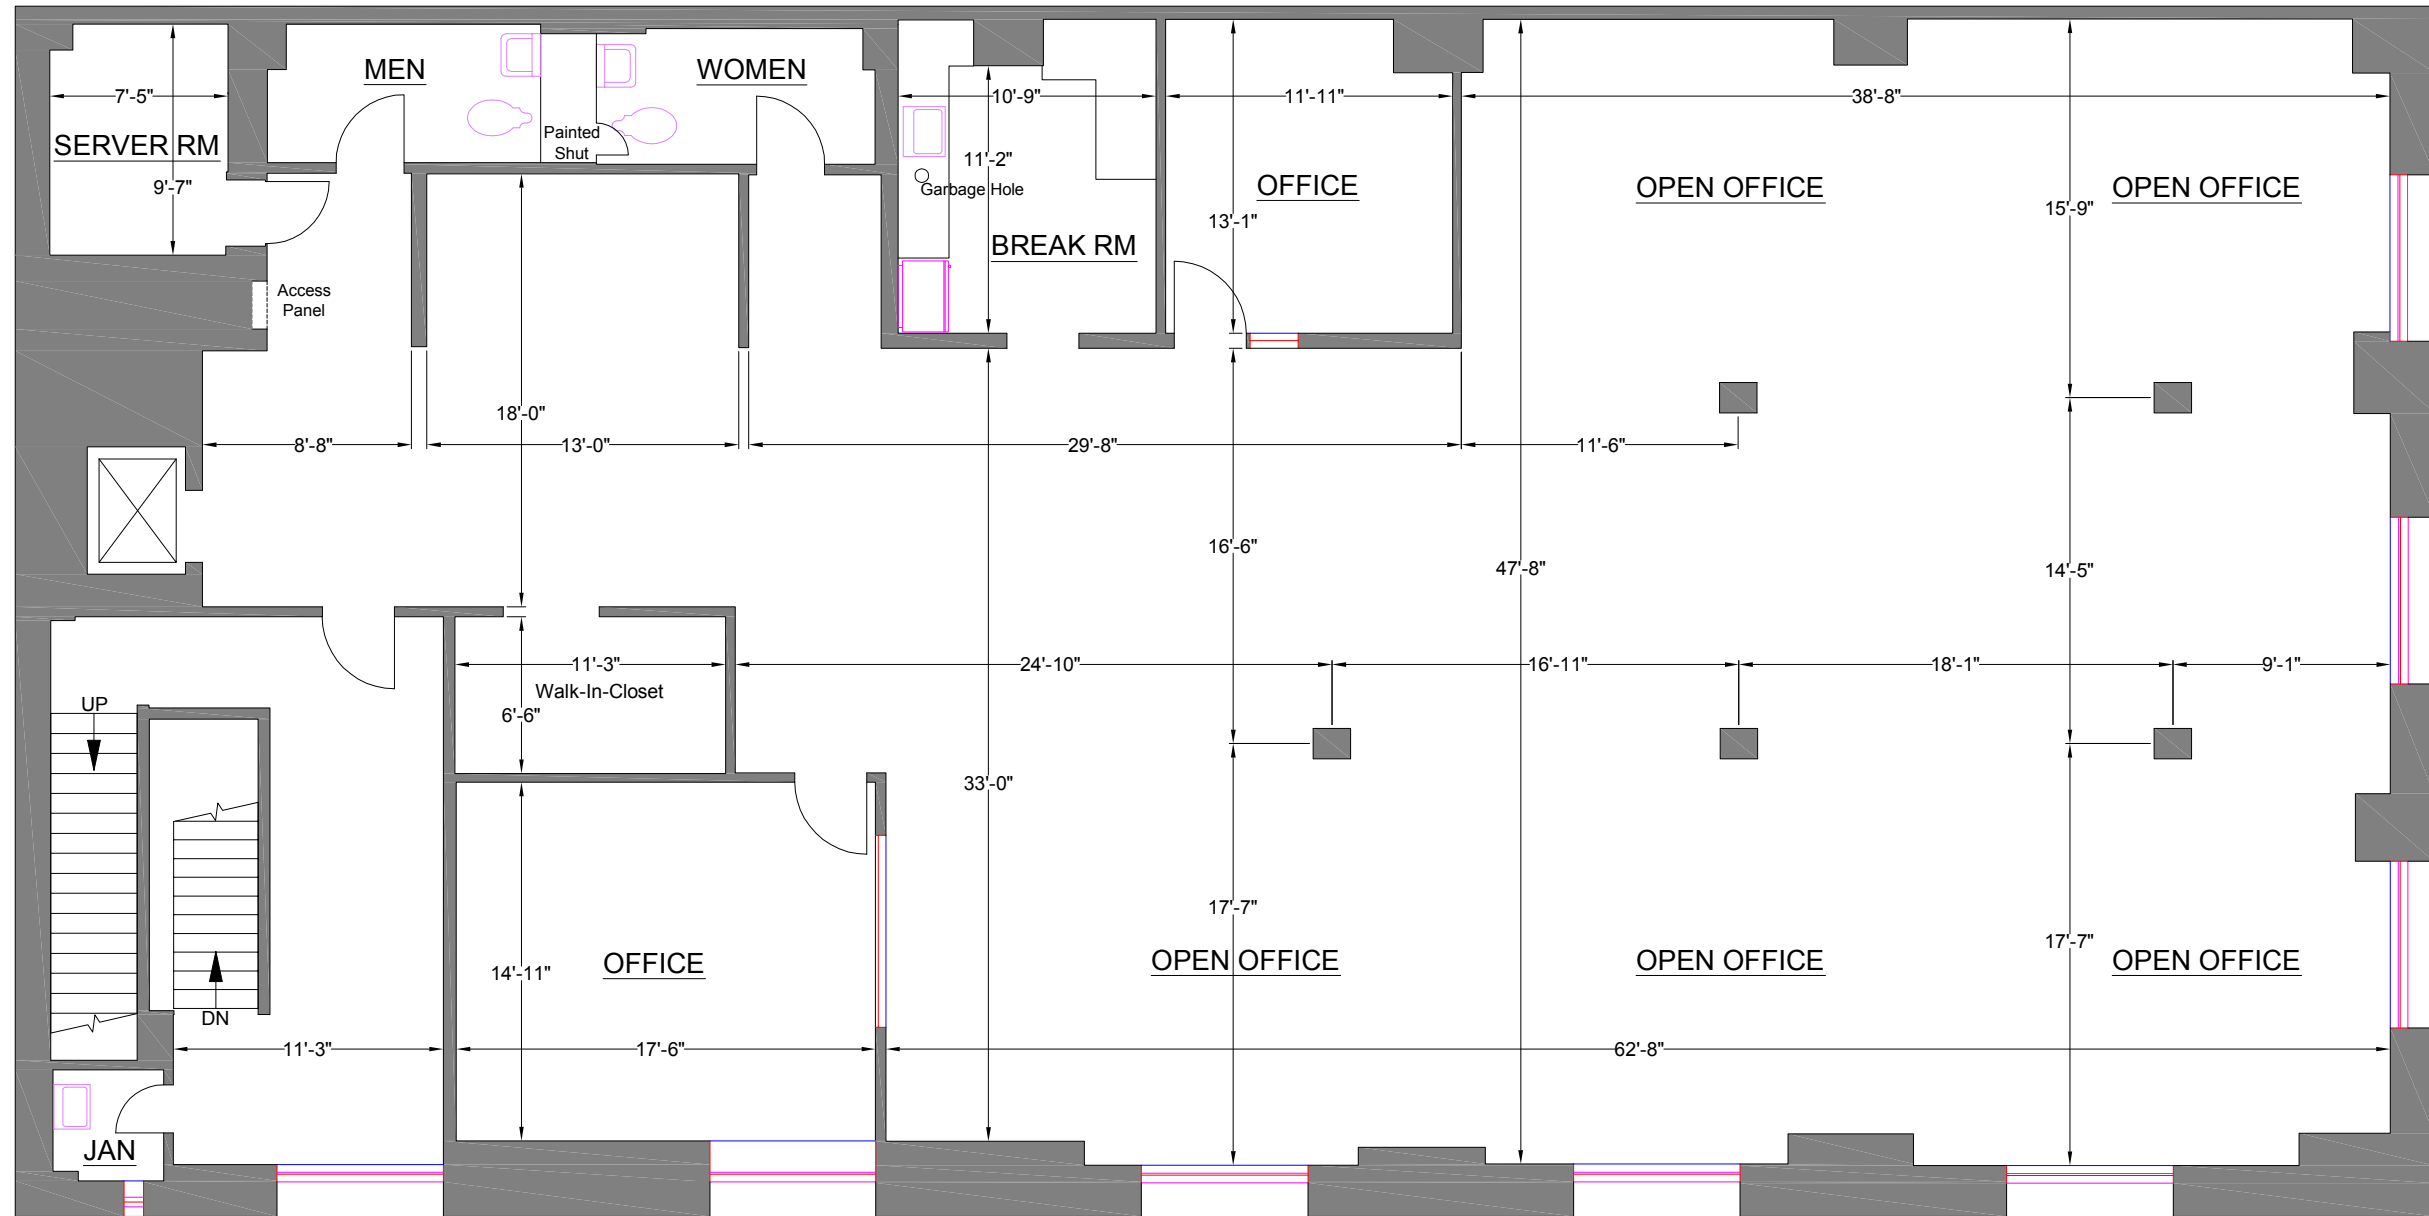 MEN
WOMEN
7'-5"
10'-9"
11'-11"
38'-8"
SERVER RM
Painted
Shut
11'-2"
9'-7"
Garbage Hole
OFFICE
OPEN OFFICE
OPEN OFFICE
13'-1"
15'-9"
BREAK RM
Access
Panel
18'-0"
8'-8"
13'-0"
29'-8"
11'-6"
16'-6"
47'-8"
14'-5"
11'-3"
24'-10"
16'-11"
18'-1"
9'-1"
Walk-In-Closet
UP
6'-6"
33'-0"
17'-7"
17'-7"
14'-11"
OFFICE
OPEN OFFICE
OPEN OFFICE
OPEN OFFICE
DN
11'-3"
17'-6"
62'-8"
JAN